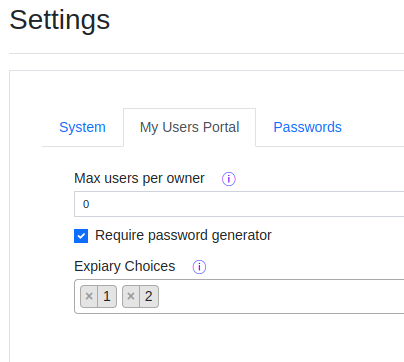 Settings
System My Users Portal Passwords
Max users per owner
0
Require password generator
Expiary Choices
× 1 × 2